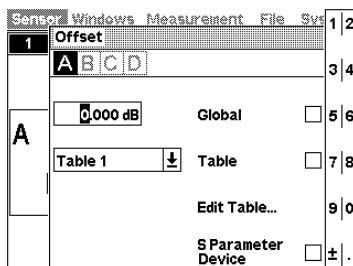 Sensor Windows Measurement File Sys
1 Offset 1 2
A B C D 3 4
0.000 dB Global 5 6
A
Table 1 Table 7 8
Edit Table... 9 0
S Parameter
Device ± .